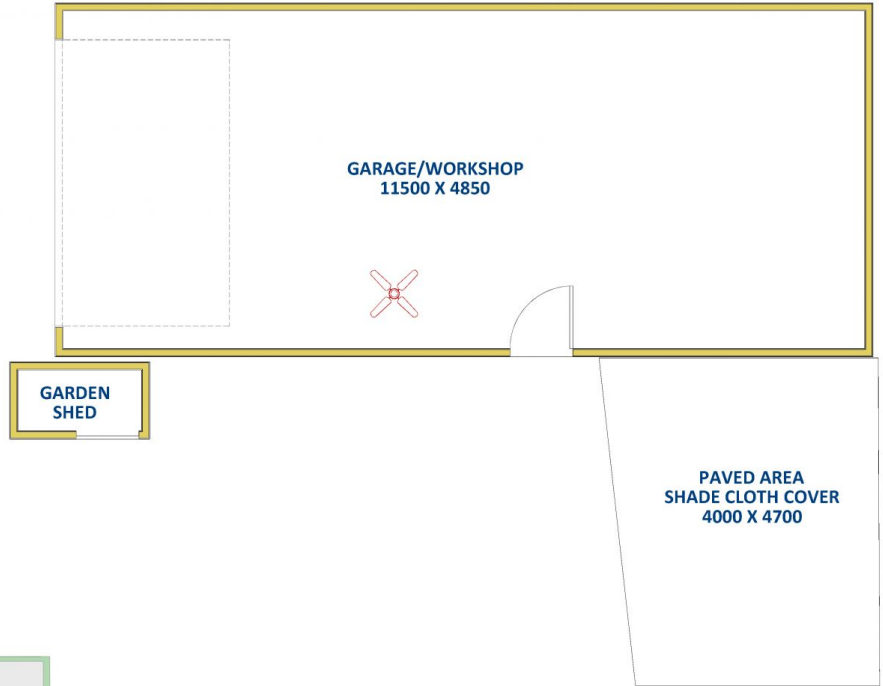 GARAGE/WORKSHOP
11500 X 4850
GARDEN
SHED
PAVED AREA
SHADE CLOTH COVER
4000 X 4700